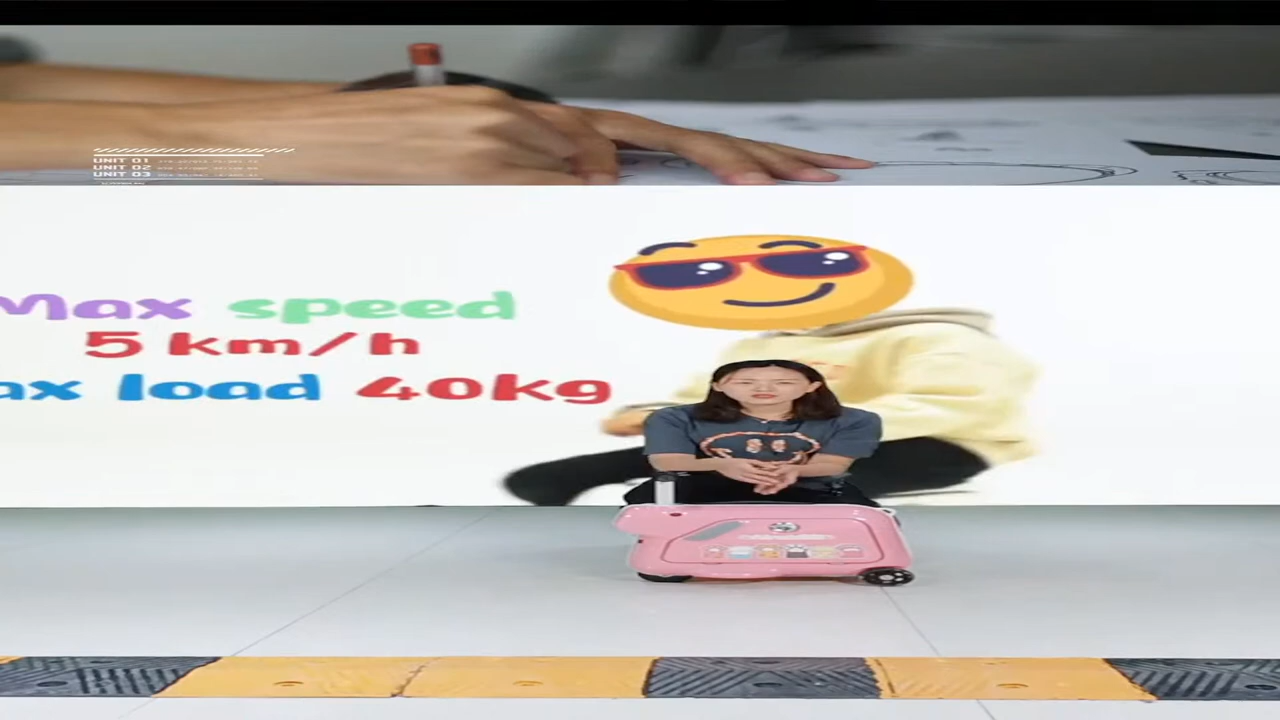 UNIT 01
UNIT 02
UNIT 03
Max speed
5 km/h
ax load 40kg